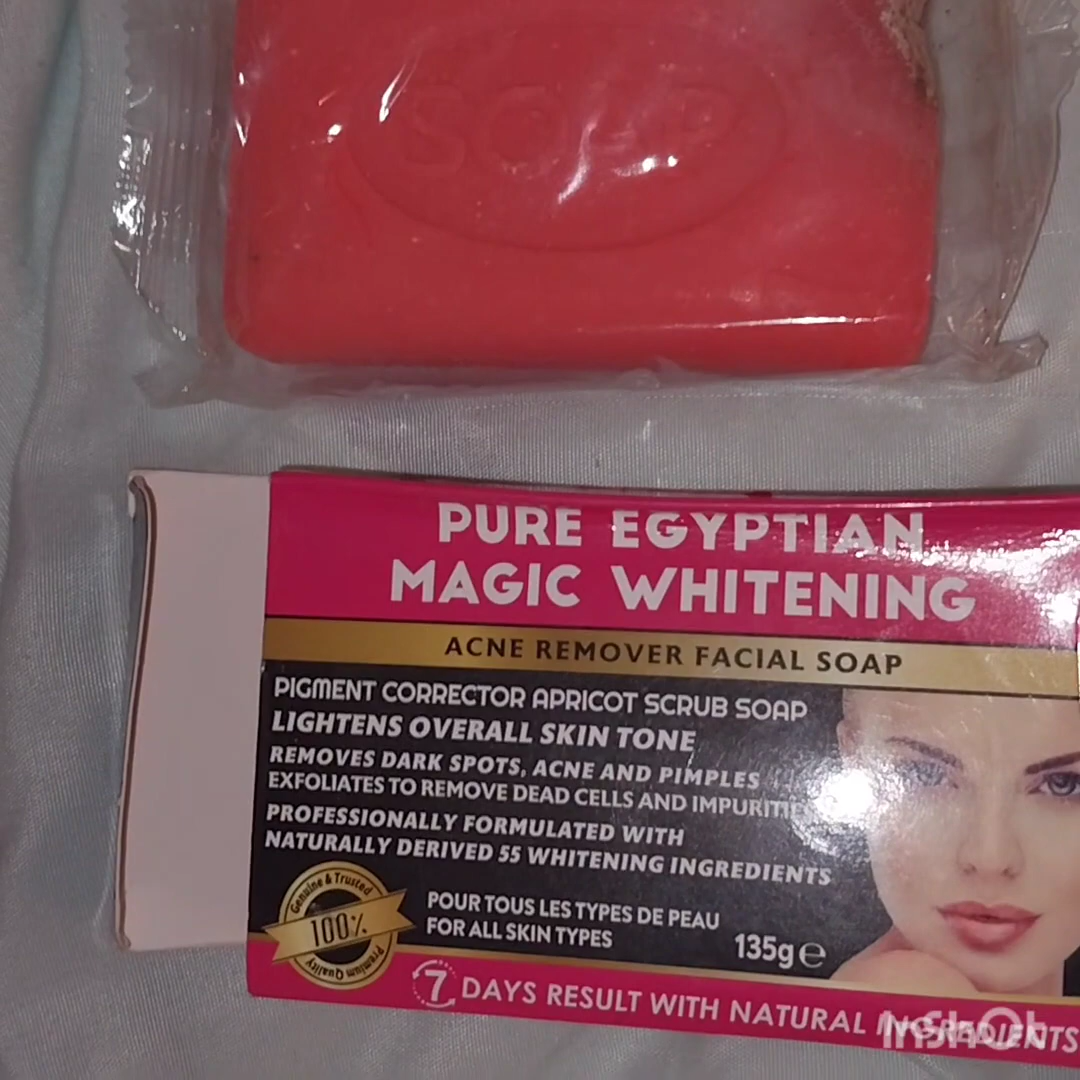 SOAP
PURE EGYPTIAN
MAGIC WHITENING
ACNE REMOVER FACIAL SOAP
PIGMENT CORRECTOR APRICOT SCRUB SOAP
LIGHTENS OVERALL SKIN TONE
REMOVES DARK SPOTS, ACNE AND PIMPLES
EXFOLIATES TO REMOVE DEAD CELLS AND
PROFESSIONALLY FORMULATED WITH
NATURALLY DERIVED 55 WHITENING INGREDIENTS
Genuine & Trusted
100%
Premium Quality
POUR TOUS LES TYPES DE PEAU
FOR ALL SKIN TYPES
135g e
7 DAYS RESULT WITH NATURAL INGREDIENTS
InShOt